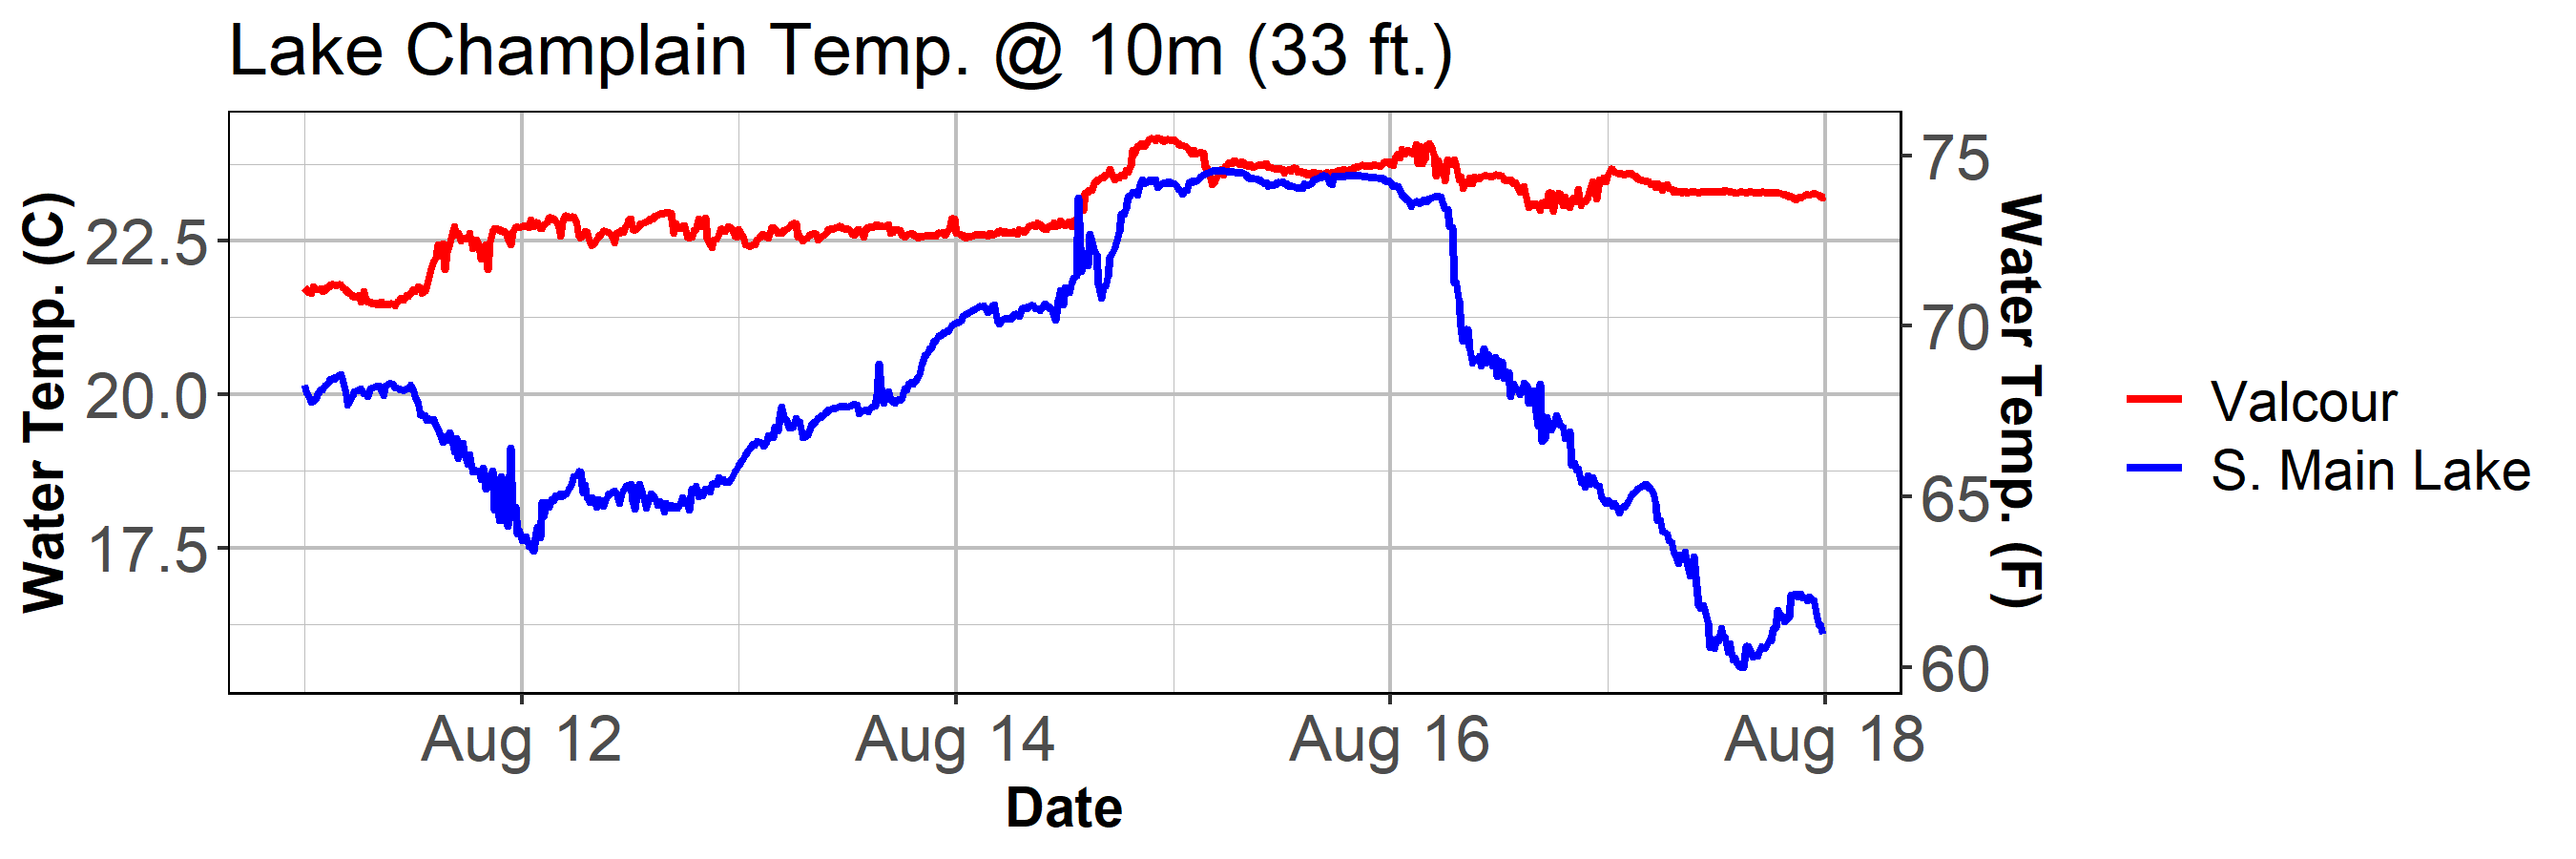 Lake Champlain Temp. @ 10m (33 ft.)
Water Temp. (C)
22.5
20.0
17.5
75
70
65
60
Water Temp. (F)
Aug 12
Aug 14
Aug 16
Aug 18
Date
Valcour
S. Main Lake